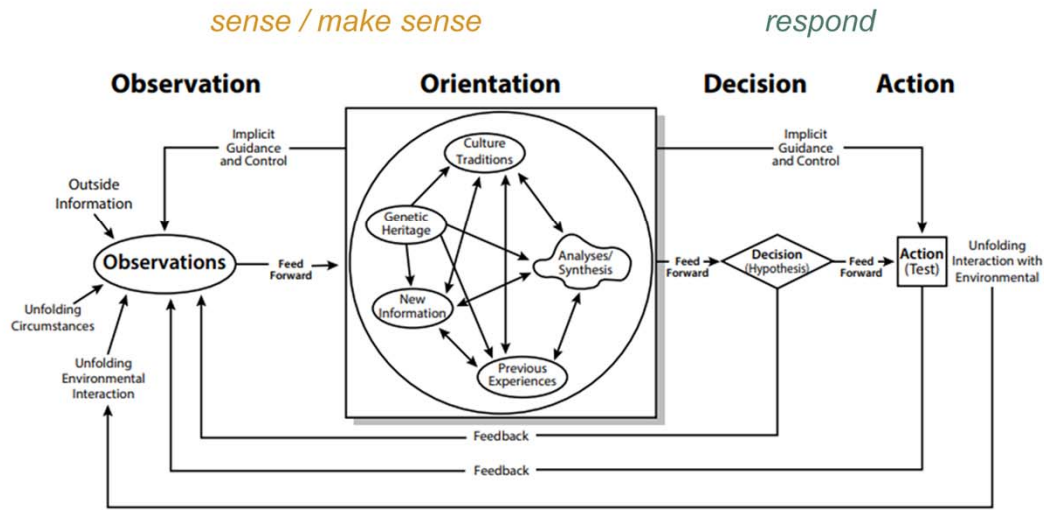 sense / make sense
respond
Observation
Orientation
Decision
Action
Implicit
Guidance
and Control
Culture
Traditions
Implicit
Guidance
and Control
Outside
Information
Genetic
Heritage
Observations
Feed
Forward
Analyses/
Synthesis
Feed
Forward
Decision
(Hypothesis)
Feed
Forward
Action
(Test)
Unfolding
Interaction with
Environmental
Unfolding
Circumstances
New
Information
Unfolding
Environmental
Interaction
Previous
Experiences
Feedback
Feedback